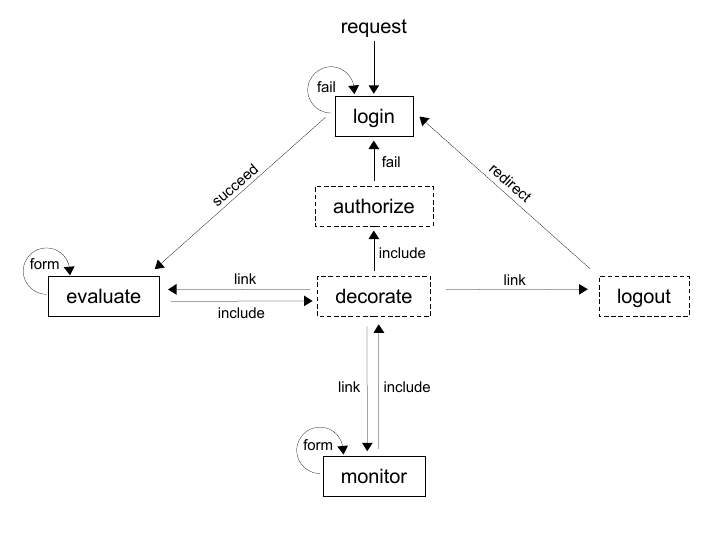 request
fail
login
fail
succeed
redirect
authorize
include
form
link
link
evaluate
decorate
logout
include
link
include
form
monitor